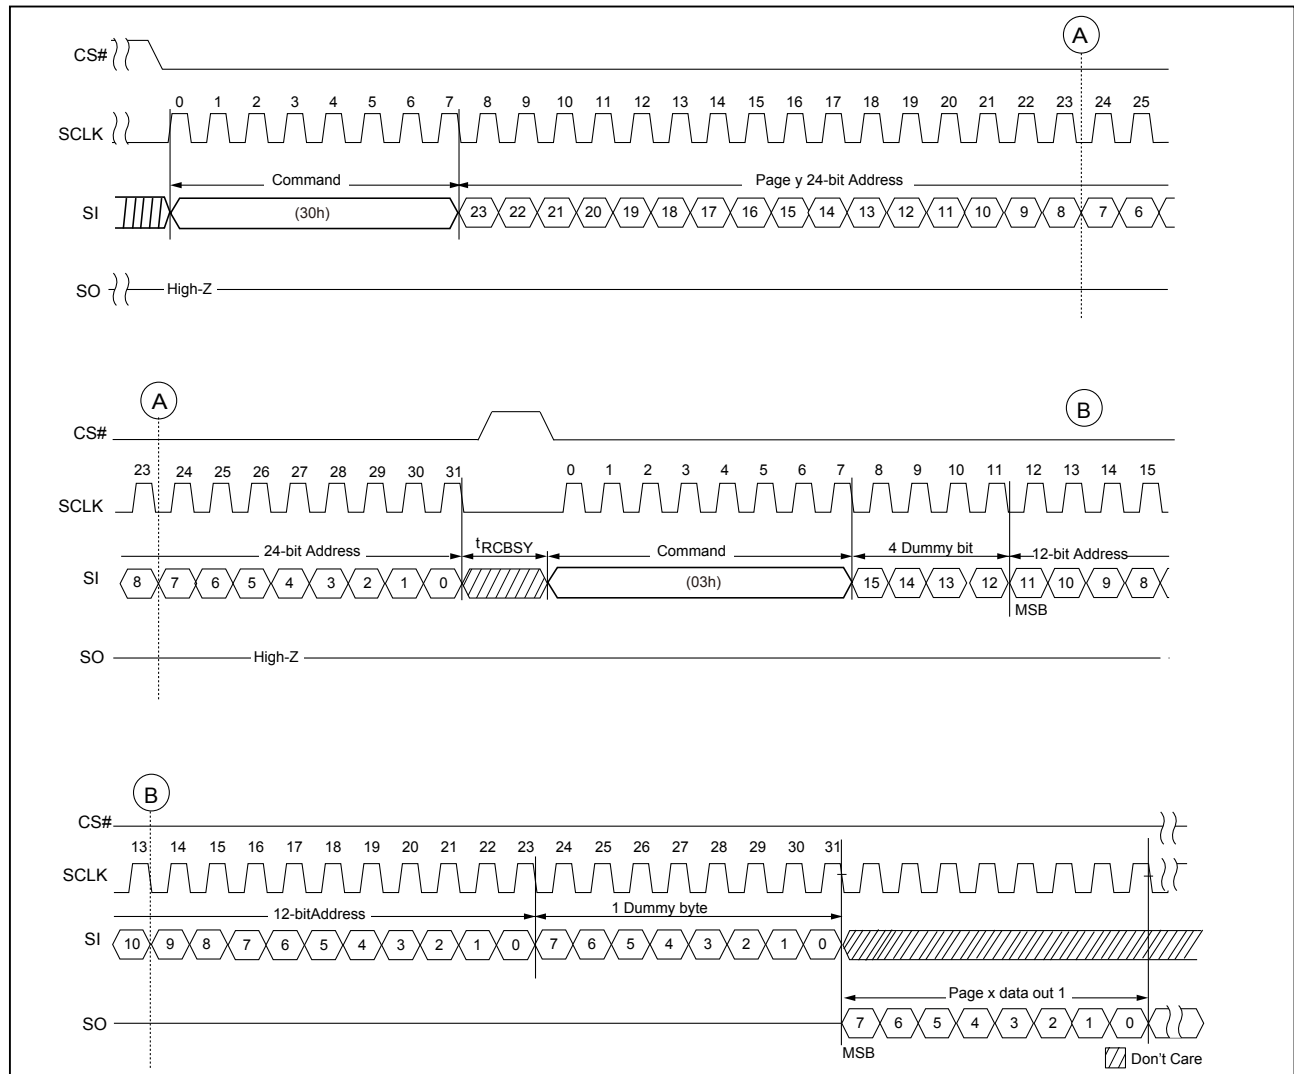 A
CS#
0 1 2 3 4 5 6 7 8 9 10 11 12 13 14 15 16 17 18 19 20 21 22 23 24 25
SCLK
Command Page y 24-bit Address
SI (30h) 23 22 21 20 19 18 17 16 15 14 13 12 11 10 9 8 7 6
SO High-Z
A B
CS#
23 24 25 26 27 28 29 30 31 0 1 2 3 4 5 6 7 8 9 10 11 12 13 14 15
SCLK
24-bit Address tRCBSY Command 4 Dummy bit 12-bit Address
SI 8 7 6 5 4 3 2 1 0 (03h) 15 14 13 12 11 10 9 8
MSB
SO High-Z
B
CS#
13 14 15 16 17 18 19 20 21 22 23 24 25 26 27 28 29 30 31
SCLK
12-bitAddress 1 Dummy byte
SI 10 9 8 7 6 5 4 3 2 1 0 7 6 5 4 3 2 1 0
Page x data out 1
SO 7 6 5 4 3 2 1 0
MSB Don't Care